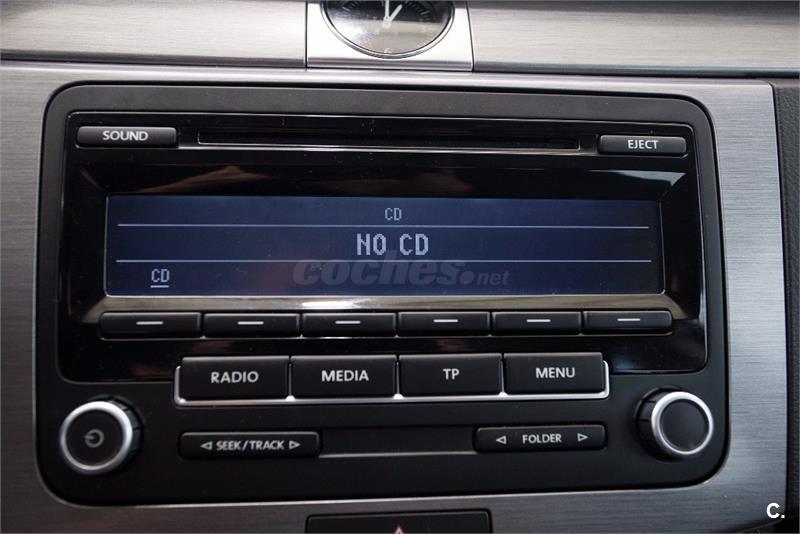 SOUND
EJECT
CD
NO CD
CD
coches.net
RADIO
MEDIA
TP
MENU
◁ SEEK/TRACK ▷
◁ FOLDER ▷
C.